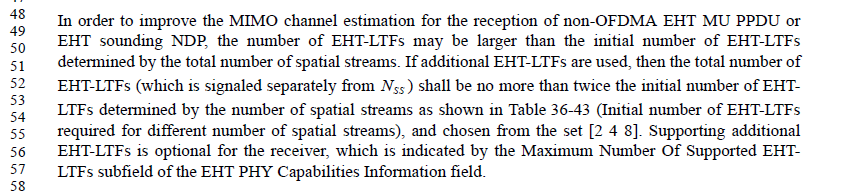 48 In order to improve the MIMO channel estimation for the reception of non-OFDMA EHT MU PPDU or
49 EHT sounding NDP, the number of EHT-LTFs may be larger than the initial number of EHT-LTFs
50
51 determined by the total number of spatial streams. If additional EHT-LTFs are used, then the total number of
52 EHT-LTFs (which is signaled separately from N_SS) shall be no more than twice the initial number of EHT-
53
54 LTFs determined by the number of spatial streams as shown in Table 36-43 (Initial number of EHT-LTFs
55 required for different number of spatial streams), and chosen from the set [2 4 8]. Supporting additional
56 EHT-LTFs is optional for the receiver, which is indicated by the Maximum Number Of Supported EHT-
57 LTFs subfield of the EHT PHY Capabilities Information field.
58